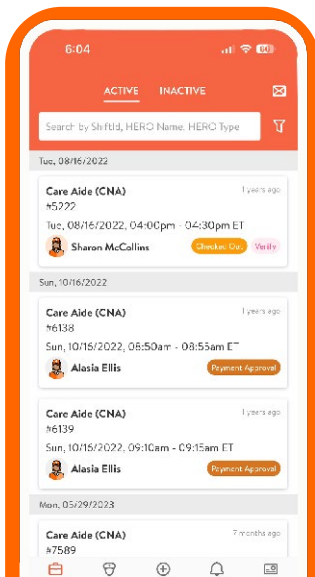 6:04
60
ACTIVE INACTIVE
Search by ShiftId, HERO Name, HERO Type
Tue, 08/16/2022
Care Aide (CNA) 1 years ago
#5222
Tue, 08/16/2022, 04:00pm - 04:30pm ET
Sharon McCollins Checked Out Verify
Sun, 10/16/2022
Care Aide (CNA) 1 years ago
#6138
Sun, 10/16/2022, 08:50am - 08:55am ET
Alasia Ellis Payment Approval
Care Aide (CNA) 1 years ago
#6139
Sun, 10/16/2022, 09:10am - 09:15am ET
Alasia Ellis Payment Approval
Mon, 05/29/2023
Care Aide (CNA) 7 months ago
#7589